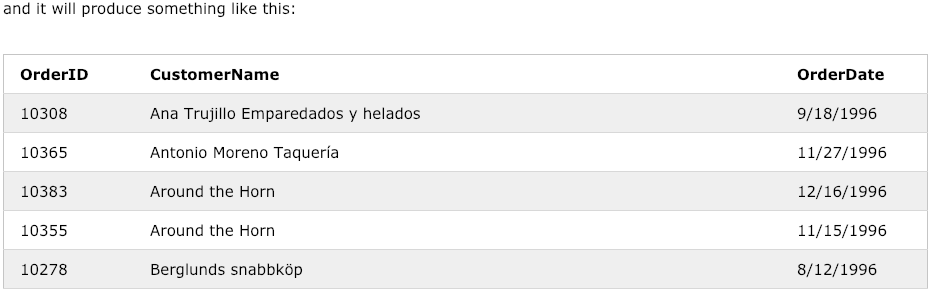 and it will produce something like this:
OrderID CustomerName OrderDate
10308 Ana Trujillo Emparedados y helados 9/18/1996
10365 Antonio Moreno Taquería 11/27/1996
10383 Around the Horn 12/16/1996
10355 Around the Horn 11/15/1996
10278 Berglunds snabbköp 8/12/1996